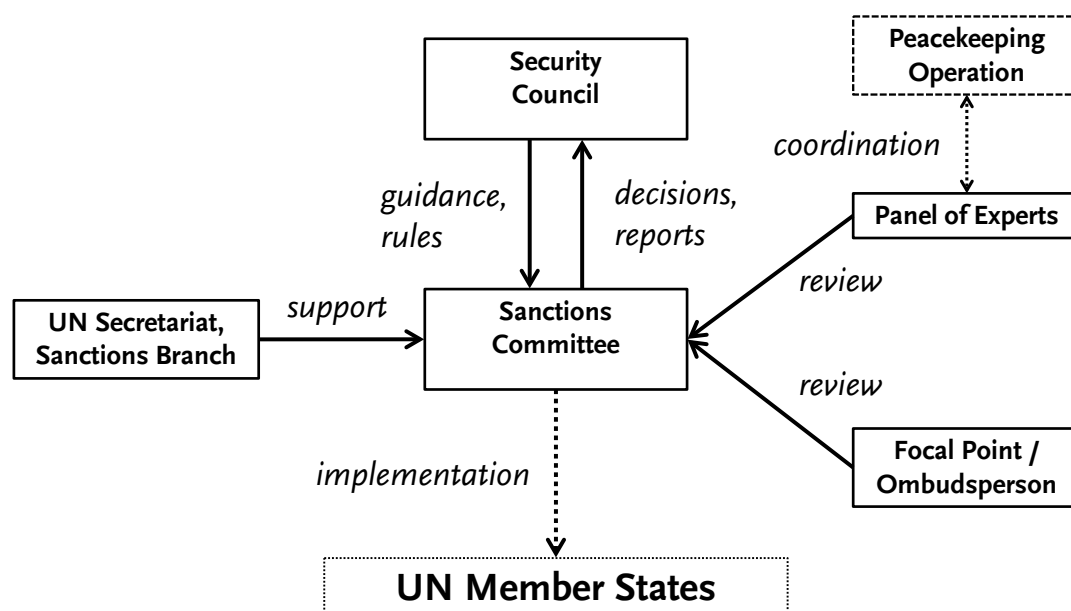 Security
Council
Peacekeeping
Operation
coordination
guidance,
rules
decisions,
reports
Panel of Experts
review
support
UN Secretariat,
Sanctions Branch
Sanctions
Committee
review
implementation
Focal Point /
Ombudsperson
UN Member States